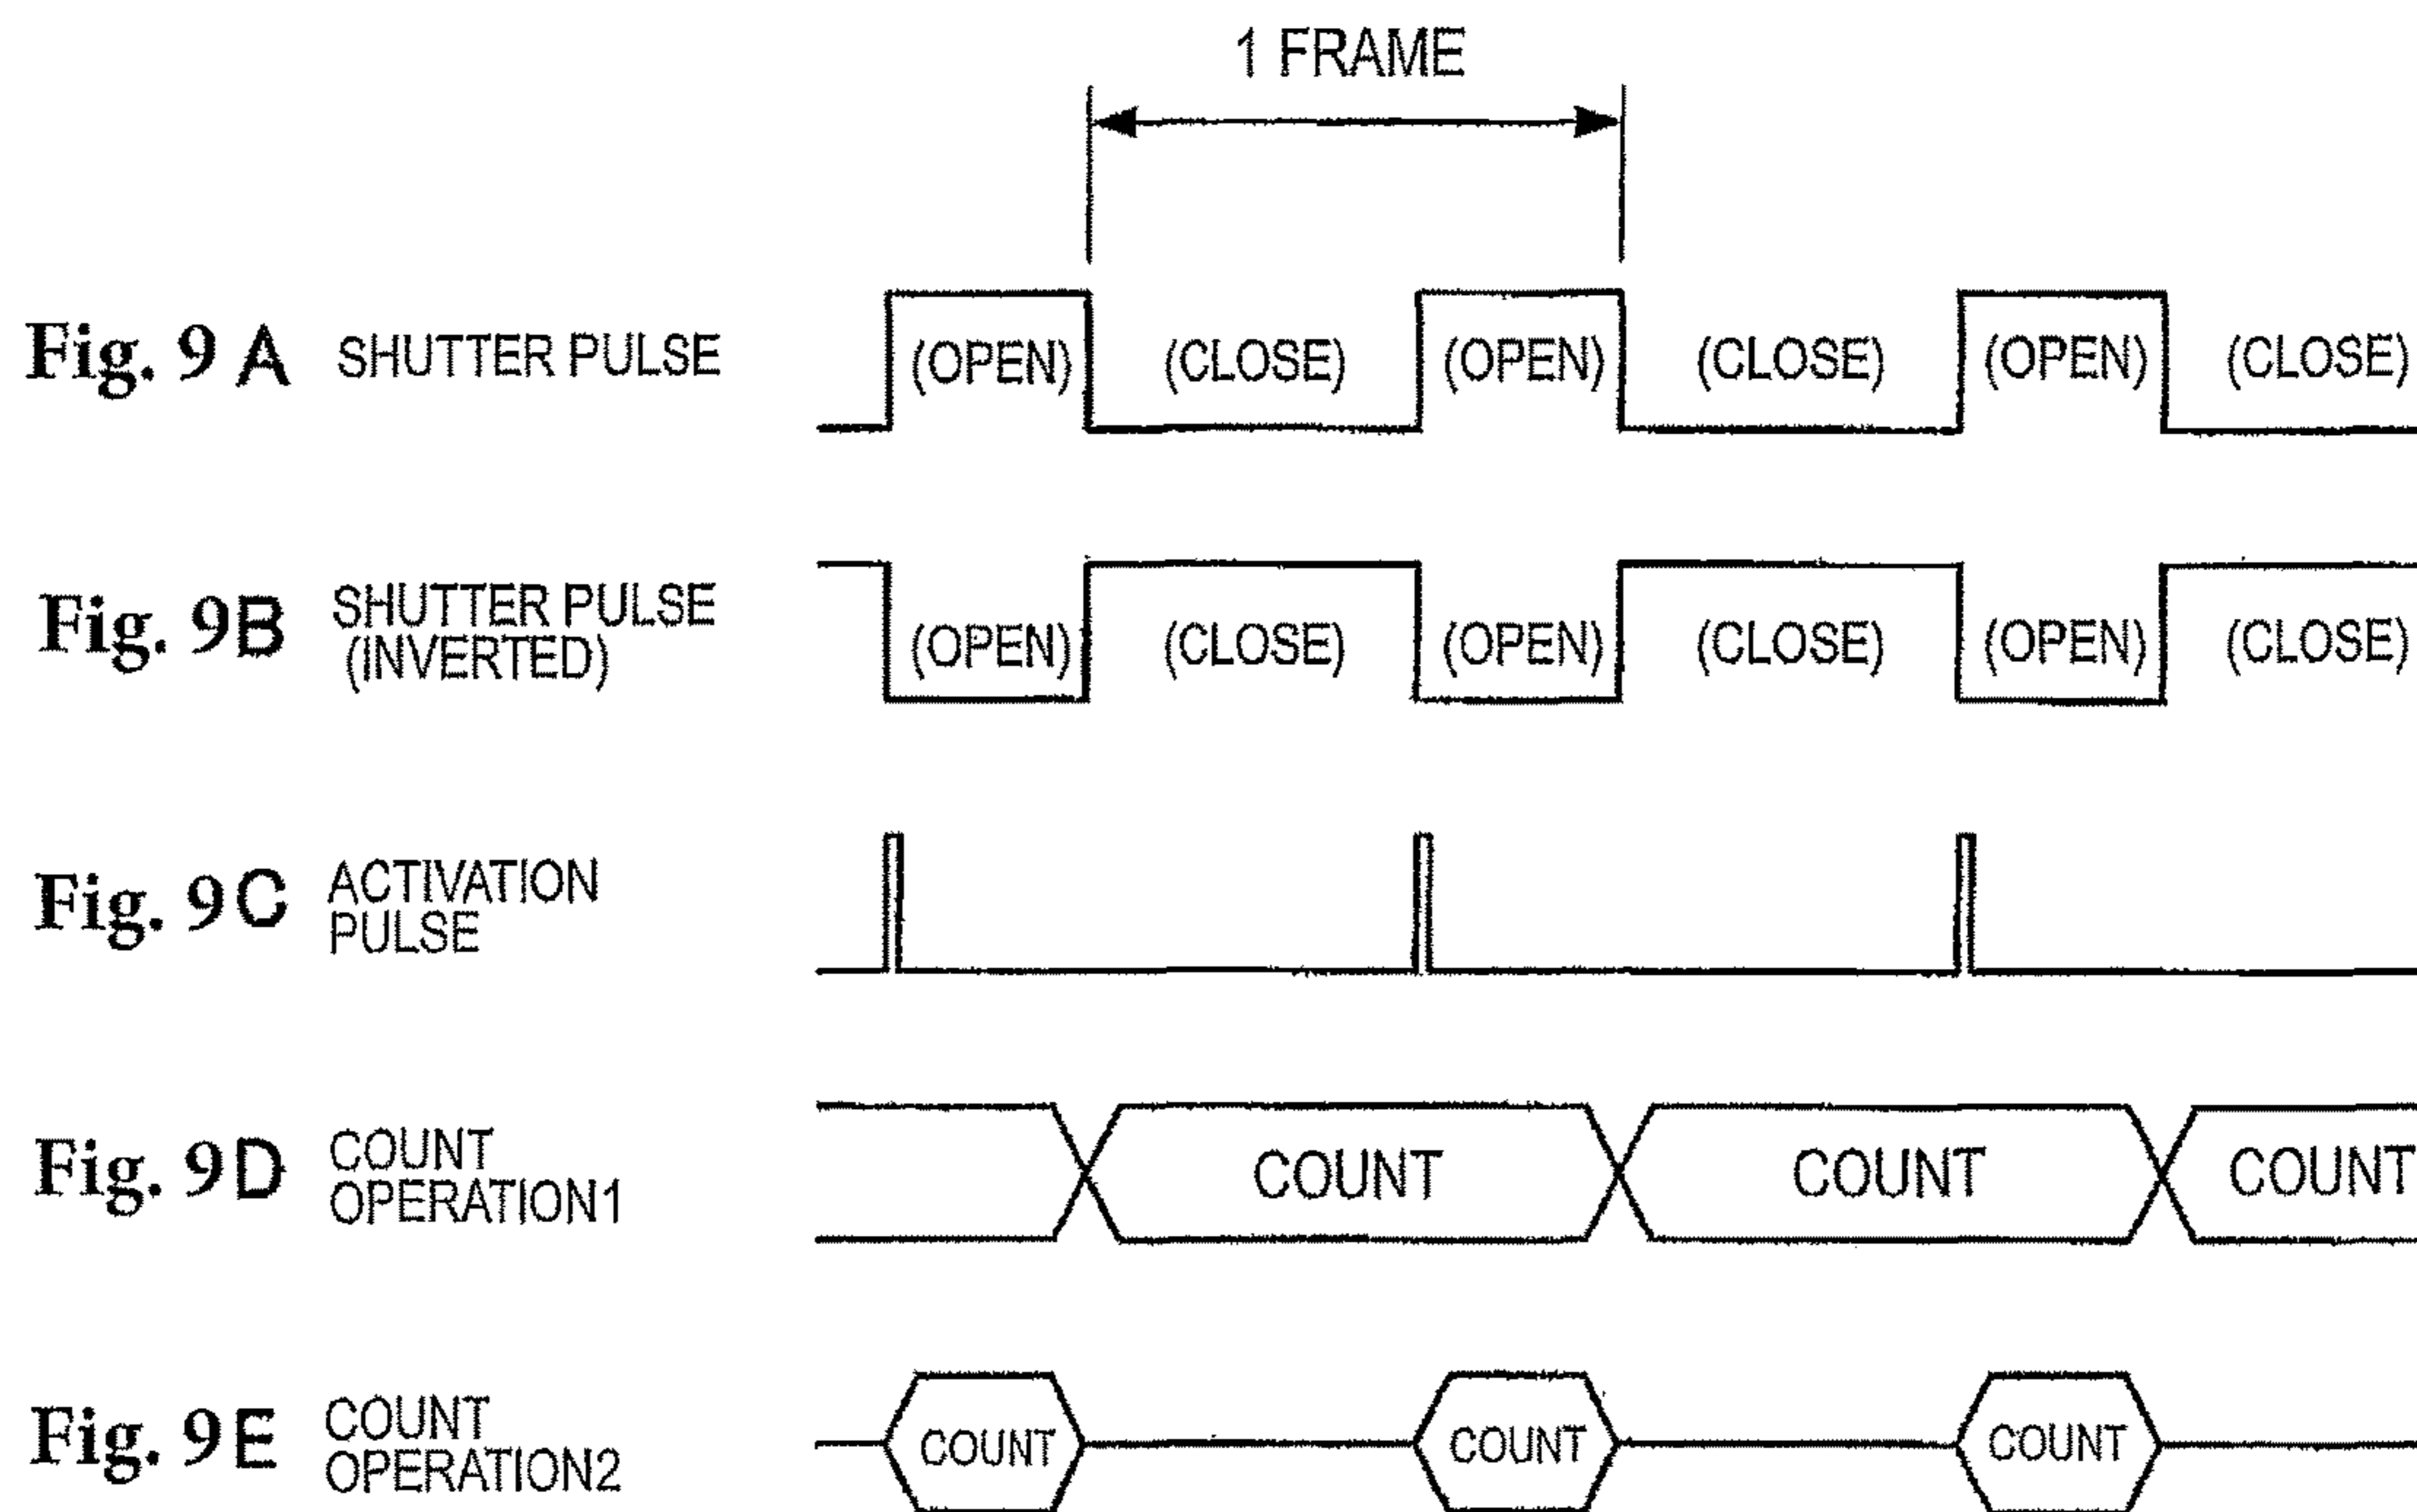 1 FRAME
Fig. 9 A SHUTTER PULSE (OPEN) (CLOSE) (OPEN) (CLOSE) (OPEN) (CLOSE)
Fig. 9B SHUTTER PULSE
(INVERTED) (OPEN) (CLOSE) (OPEN) (CLOSE) (OPEN) (CLOSE)
Fig. 9C ACTIVATION
PULSE
Fig. 9D COUNT
OPERATION1 COUNT COUNT COUNT
Fig. 9E COUNT
OPERATION2 COUNT COUNT COUNT